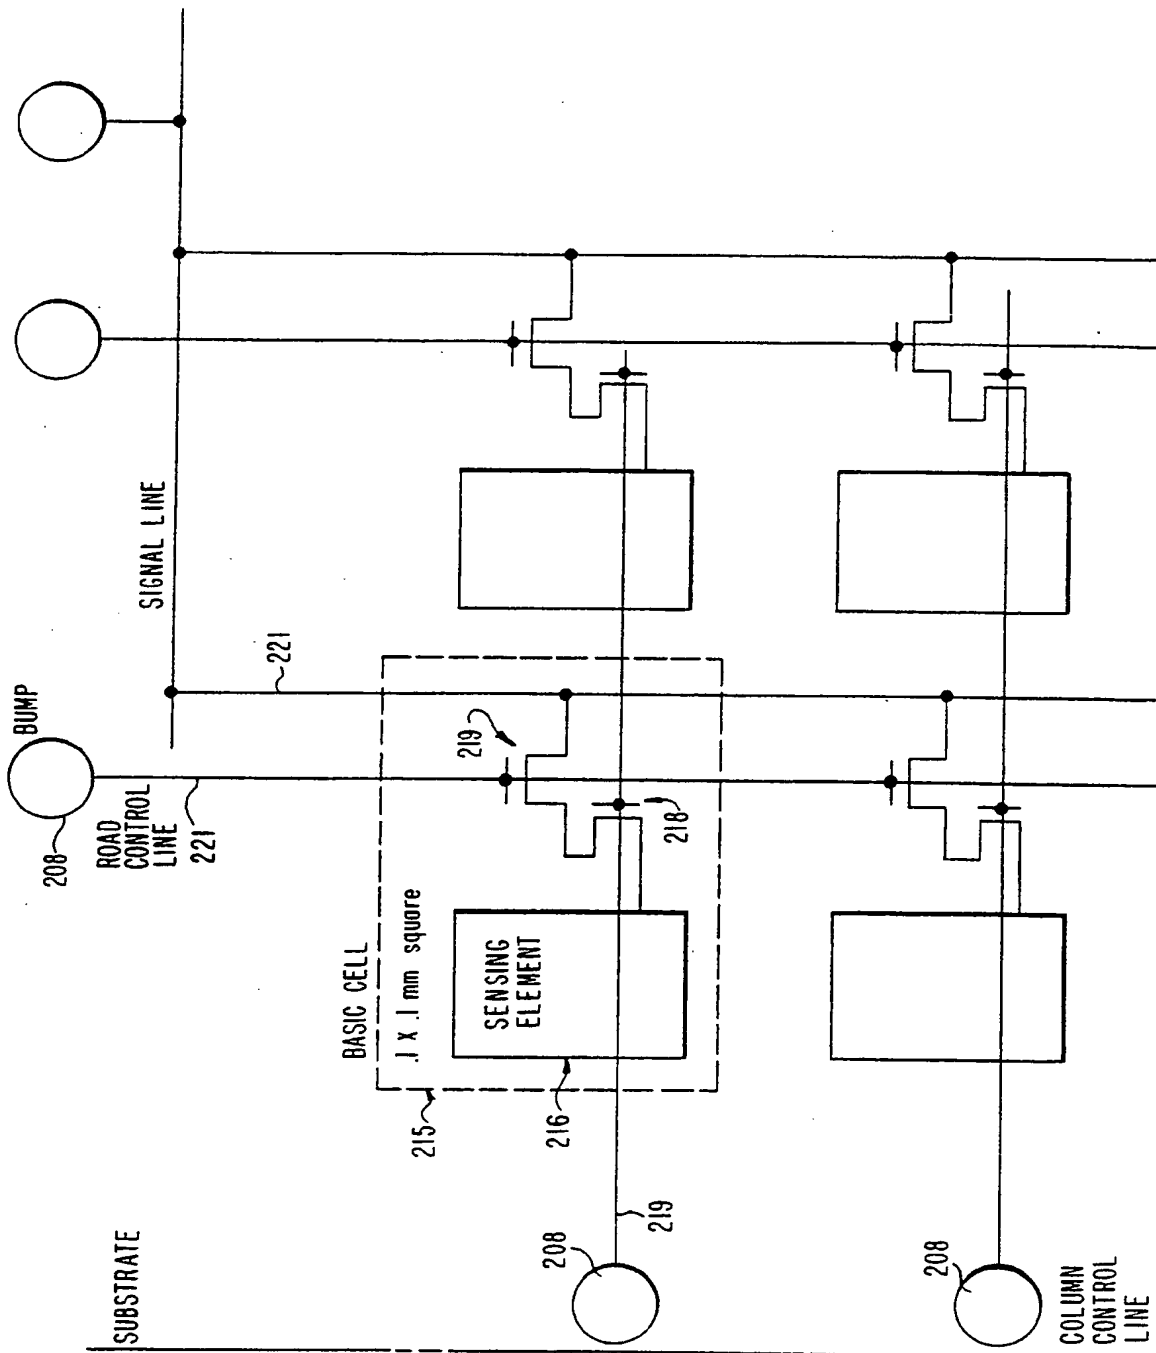 SUBSTRATE
208
219
208
COLUMN
CONTROL
LINE
215
216
BASIC CELL
.1 X .1 mm square
SENSING
ELEMENT
218
219
208
BUMP
ROAD
CONTROL
LINE
221
221
SIGNAL LINE